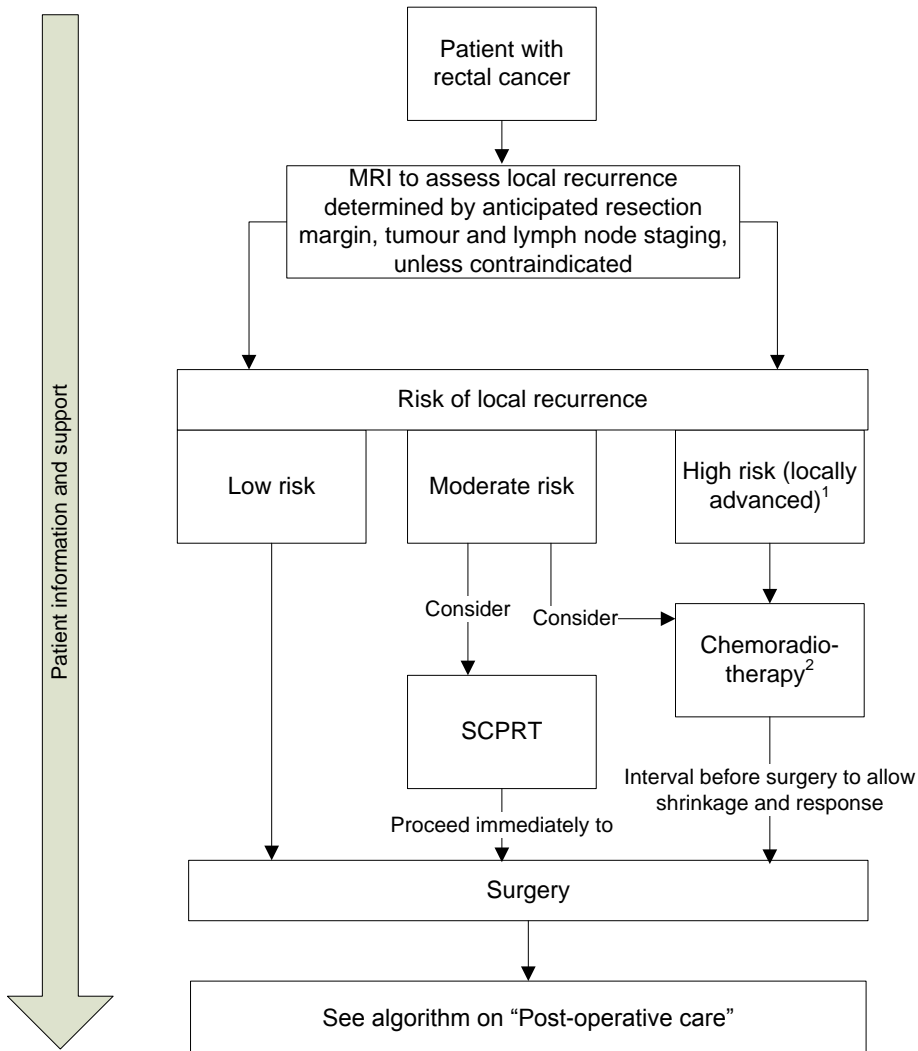 Patient with
rectal cancer
MRI to assess local recurrence
determined by anticipated resection
margin, tumour and lymph node staging,
unless contraindicated
Patient information and support
Risk of local recurrence
Low risk
Moderate risk
High risk (locally
advanced)1
Consider
Consider
Chemoradio-
therapy2
SCPRT
Interval before surgery to allow
shrinkage and response
Proceed immediately to
Surgery
See algorithm on “Post-operative care”